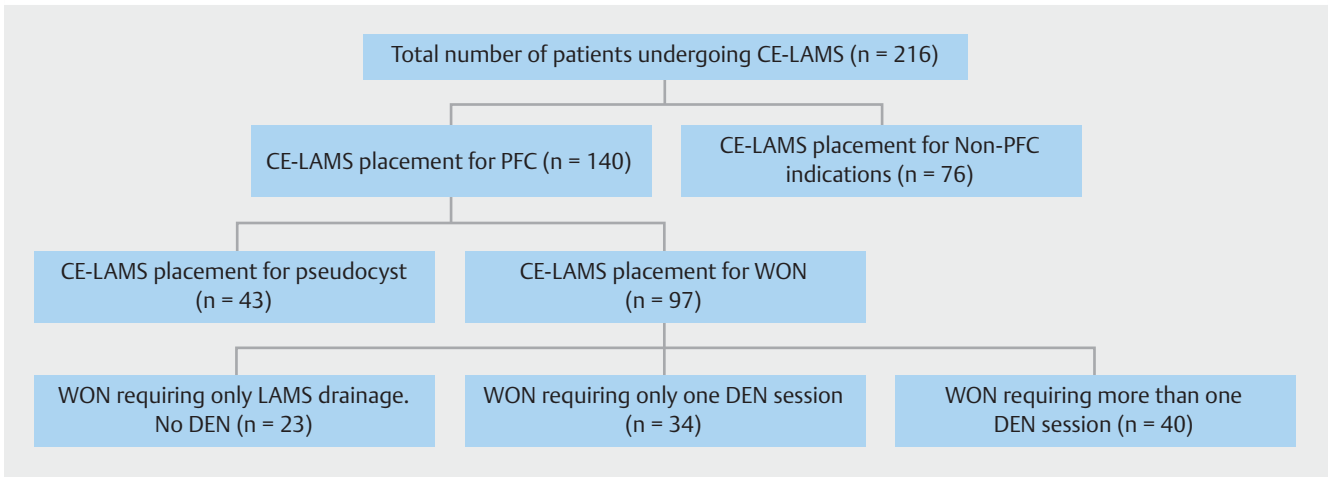 Total number of patients undergoing CE-LAMS (n = 216)
CE-LAMS placement for PFC (n = 140)
CE-LAMS placement for Non-PFC
indications (n = 76)
CE-LAMS placement for pseudocyst
(n = 43)
CE-LAMS placement for WON
(n = 97)
WON requiring only LAMS drainage.
No DEN (n = 23)
WON requiring only one DEN session
(n = 34)
WON requiring more than one
DEN session (n = 40)